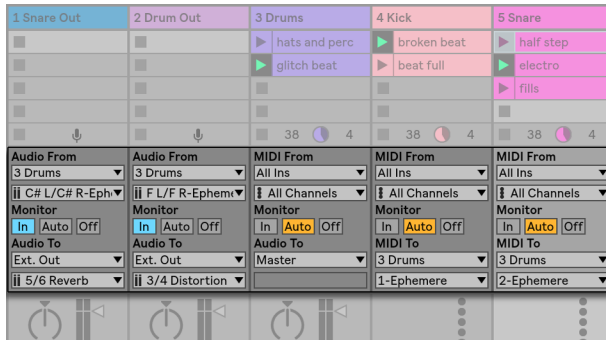 1 Snare Out 2 Drum Out 3 Drums 4 Kick 5 Snare
hats and perc broken beat half step
glitch beat beat full electro
fills
38 4 38 4 38 4
Audio From Audio From MIDI From MIDI From MIDI From
3 Drums 3 Drums All Ins All Ins All Ins
C# L/C# R-Eph F L/F R-Epheme All Channels All Channels All Channels
Monitor Monitor Monitor Monitor Monitor
In Auto Off In Auto Off In Auto Off In Auto Off In Auto Off
Audio To Audio To Audio To MIDI To MIDI To
Ext. Out Ext. Out Master 3 Drums 3 Drums
5/6 Reverb 3/4 Distortion 1-Ephemere 2-Ephemere